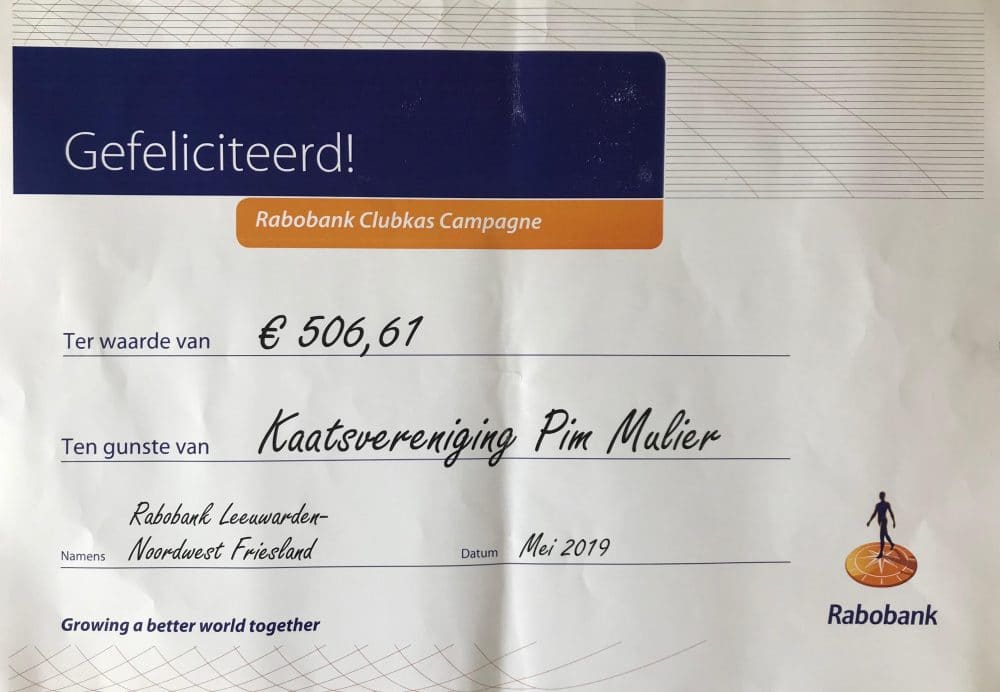 Gefeliciteerd!
Rabobank Clubkas Campagne
Ter waarde van € 506,61
Ten gunste van Kaatsvereniging Pim Mulier
Rabobank Leeuwarden-
Namens Noordwest Friesland Datum Mei 2019
Growing a better world together
Rabobank